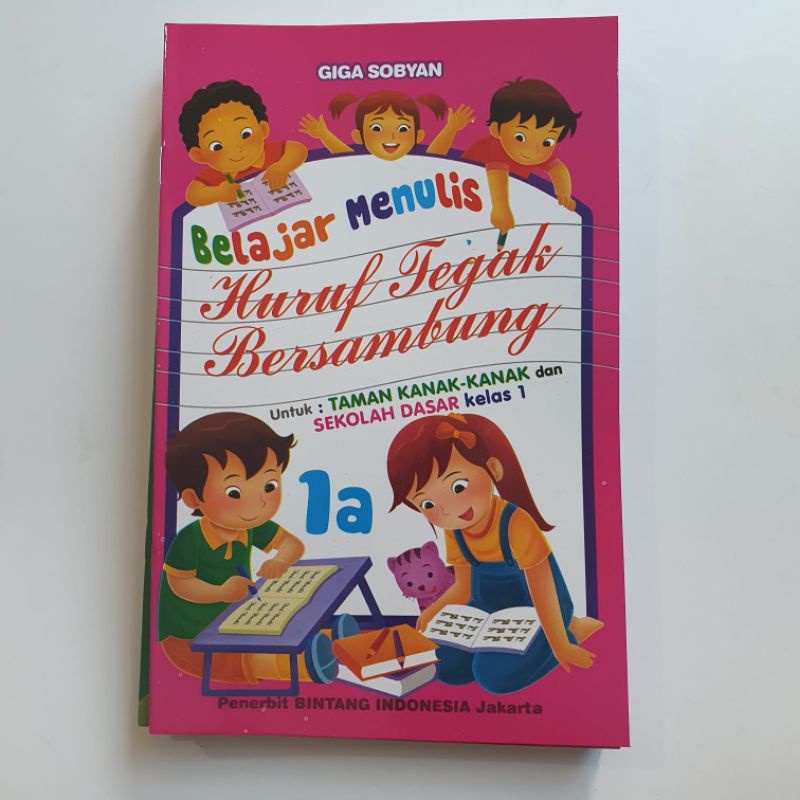 GIGA SOBYAN
Belajar Menulis
Huruf Tegak
Bersambung
Untuk : TAMAN KANAK-KANAK dan
SEKOLAH DASAR kelas 1
1a
Penerbit BINTANG INDONESIA Jakarta